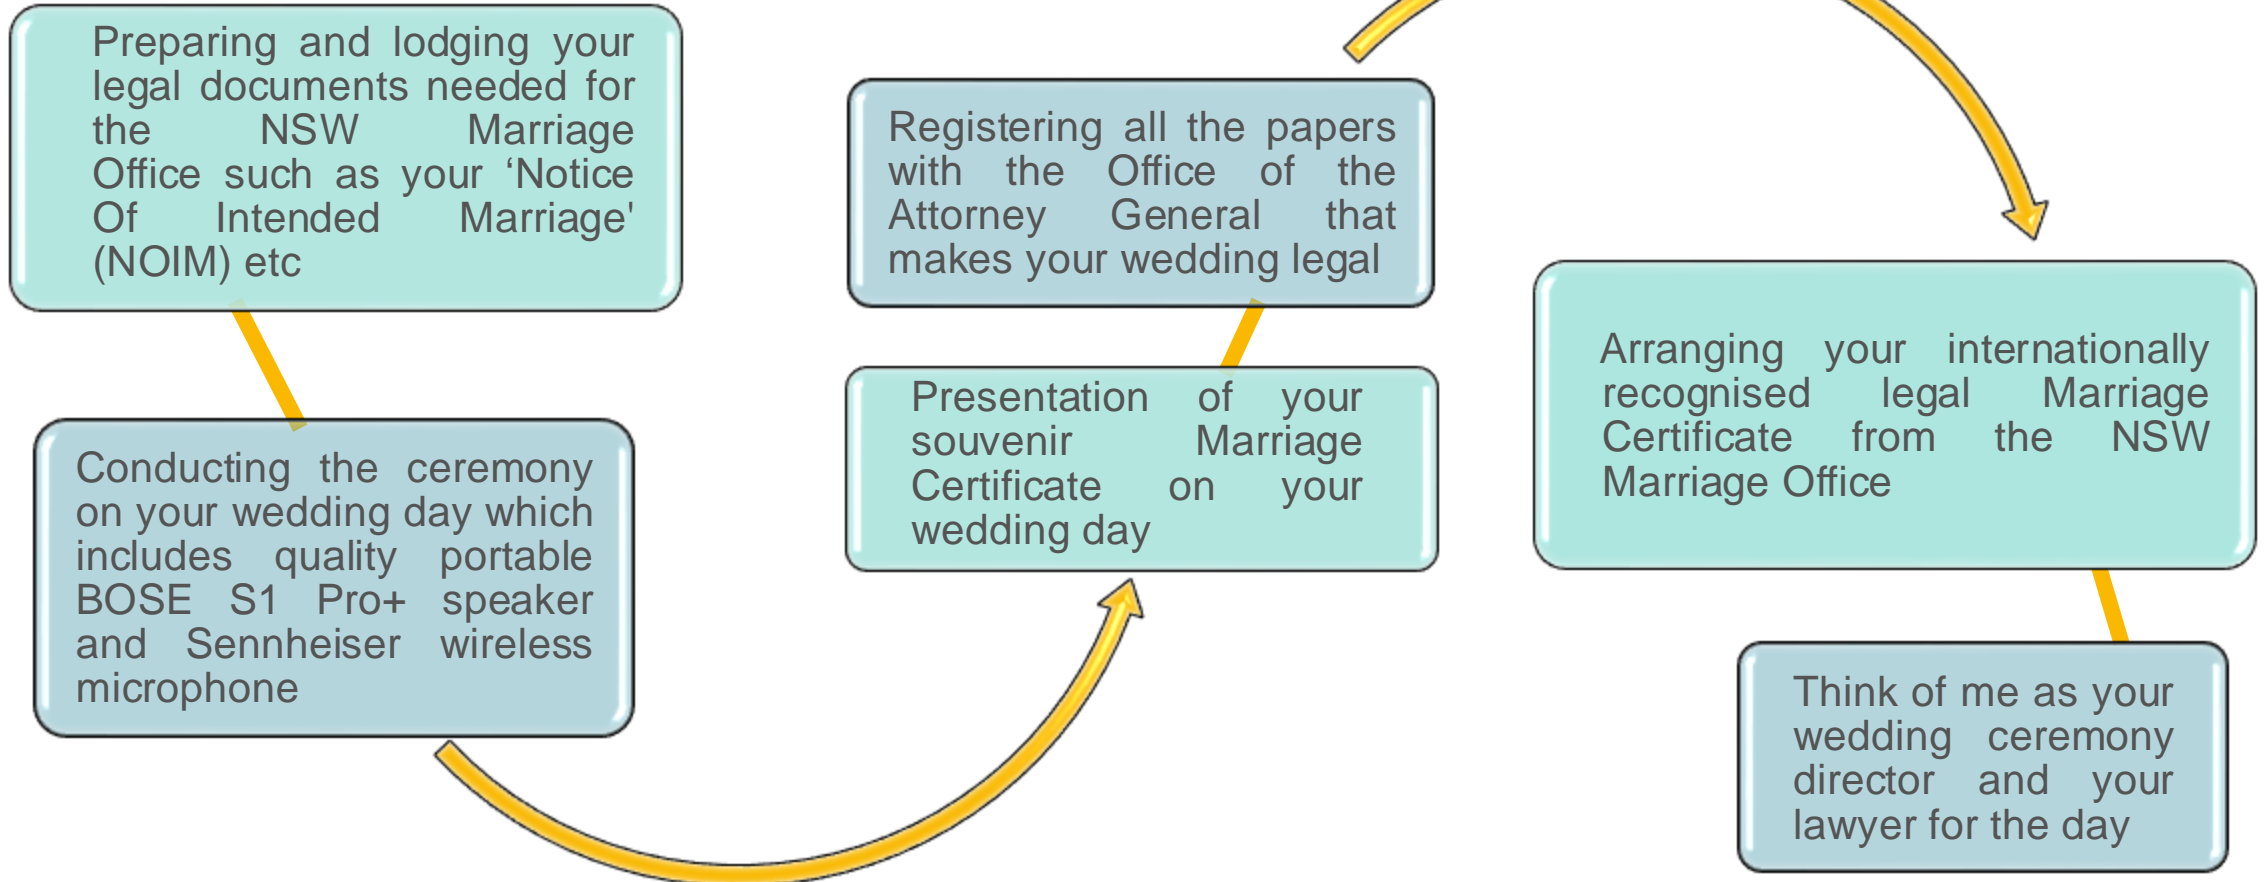 Preparing and lodging your
legal documents needed for
the NSW Marriage
Office such as your ‘Notice
Of Intended Marriage'
(NOIM) etc
Conducting the ceremony
on your wedding day which
includes quality portable
BOSE S1 Pro+ speaker
and Sennheiser wireless
microphone
Presentation of your
souvenir Marriage
Certificate on your
wedding day
Registering all the papers
with the Office of the
Attorney General that
makes your wedding legal
Arranging your internationally
recognised legal Marriage
Certificate from the NSW
Marriage Office
Think of me as your
wedding ceremony
director and your
lawyer for the day